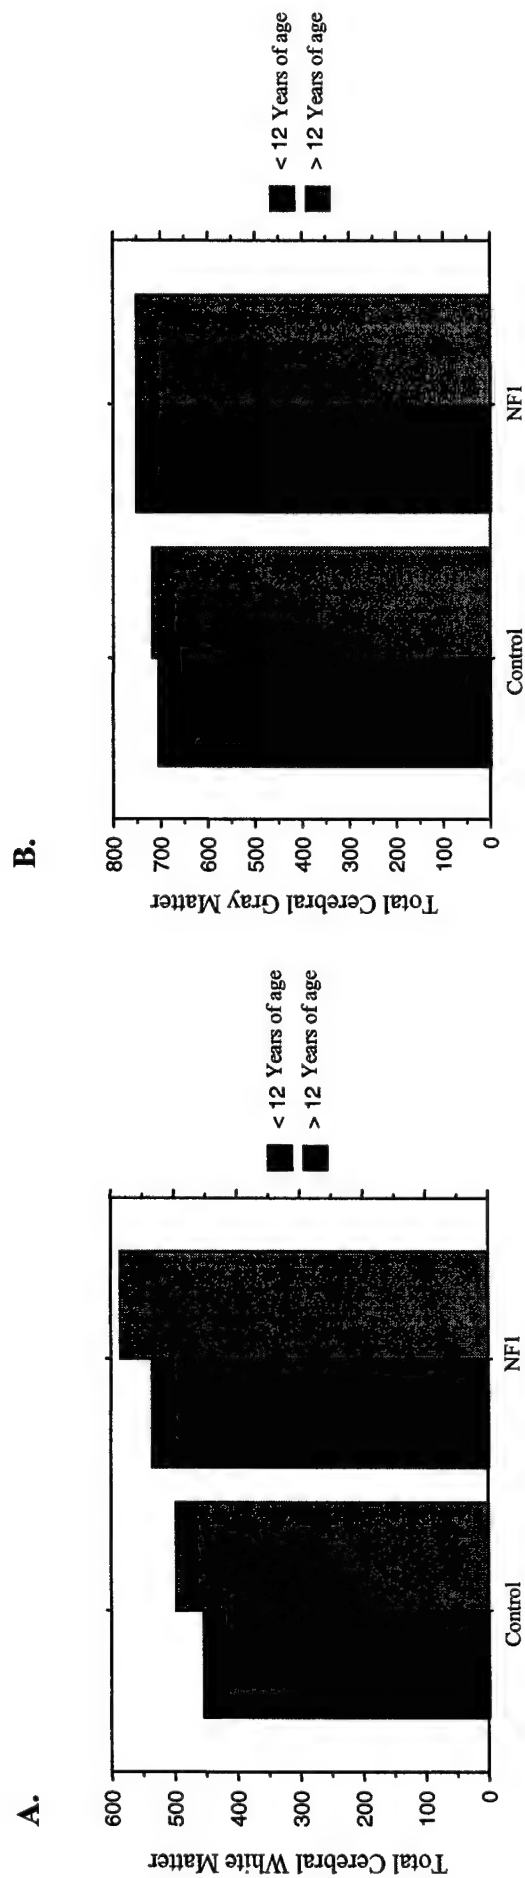 A.
Total Cerebral White Matter
600
500
400
300
200
100
0
Control
NF1
< 12 Years of age
> 12 Years of age
B.
Total Cerebral Gray Matter
800
700
600
500
400
300
200
100
0
Control
NF1
< 12 Years of age
> 12 Years of age